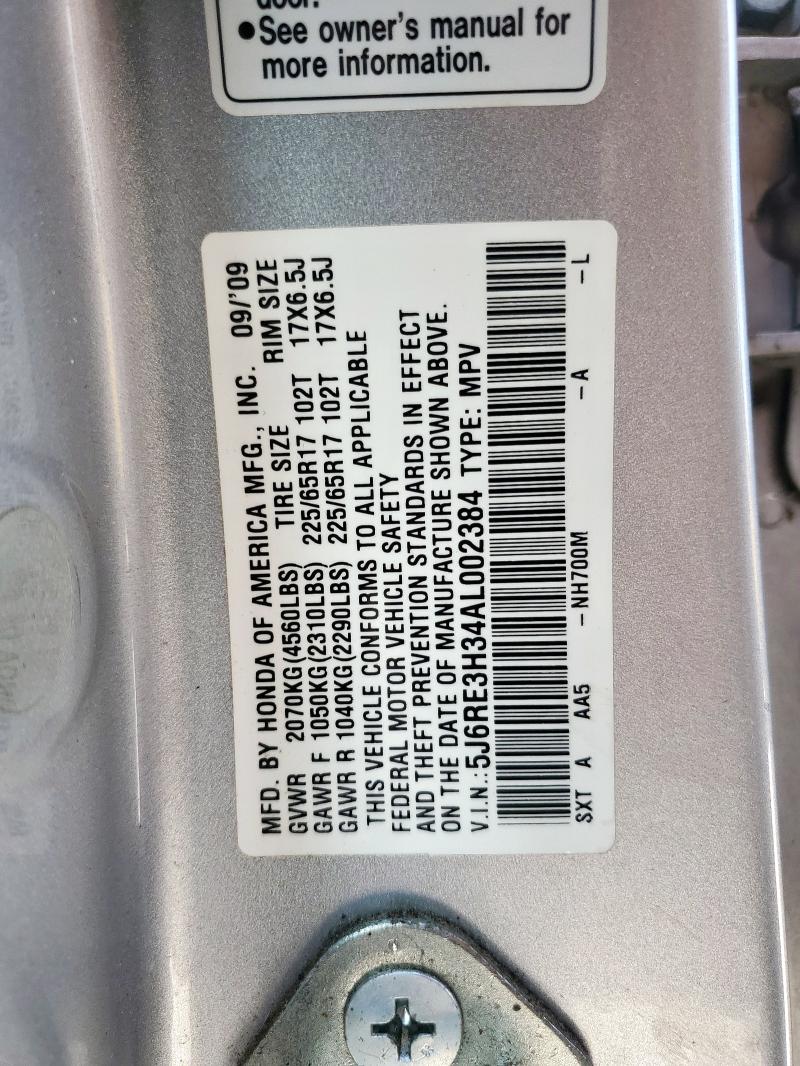 ●See owner's manual for
more information.
MFD. BY HONDA OF AMERICA MFG., INC. 09/'09
GVWR 2070KG(4560LBS) TIRE SIZE RIM SIZE
GAWR F 1050KG(2310LBS) 225/65R17 102T 17X6.5J
GAWR R 1040KG(2290LBS) 225/65R17 102T 17X6.5J
THIS VEHICLE CONFORMS TO ALL APPLICABLE
FEDERAL MOTOR VEHICLE SAFETY
AND THEFT PREVENTION STANDARDS IN EFFECT
ON THE DATE OF MANUFACTURE SHOWN ABOVE.
V.I.N.:5J6RE3H34AL002384 TYPE: MPV
SXT A AA5 -NH700M -A -L